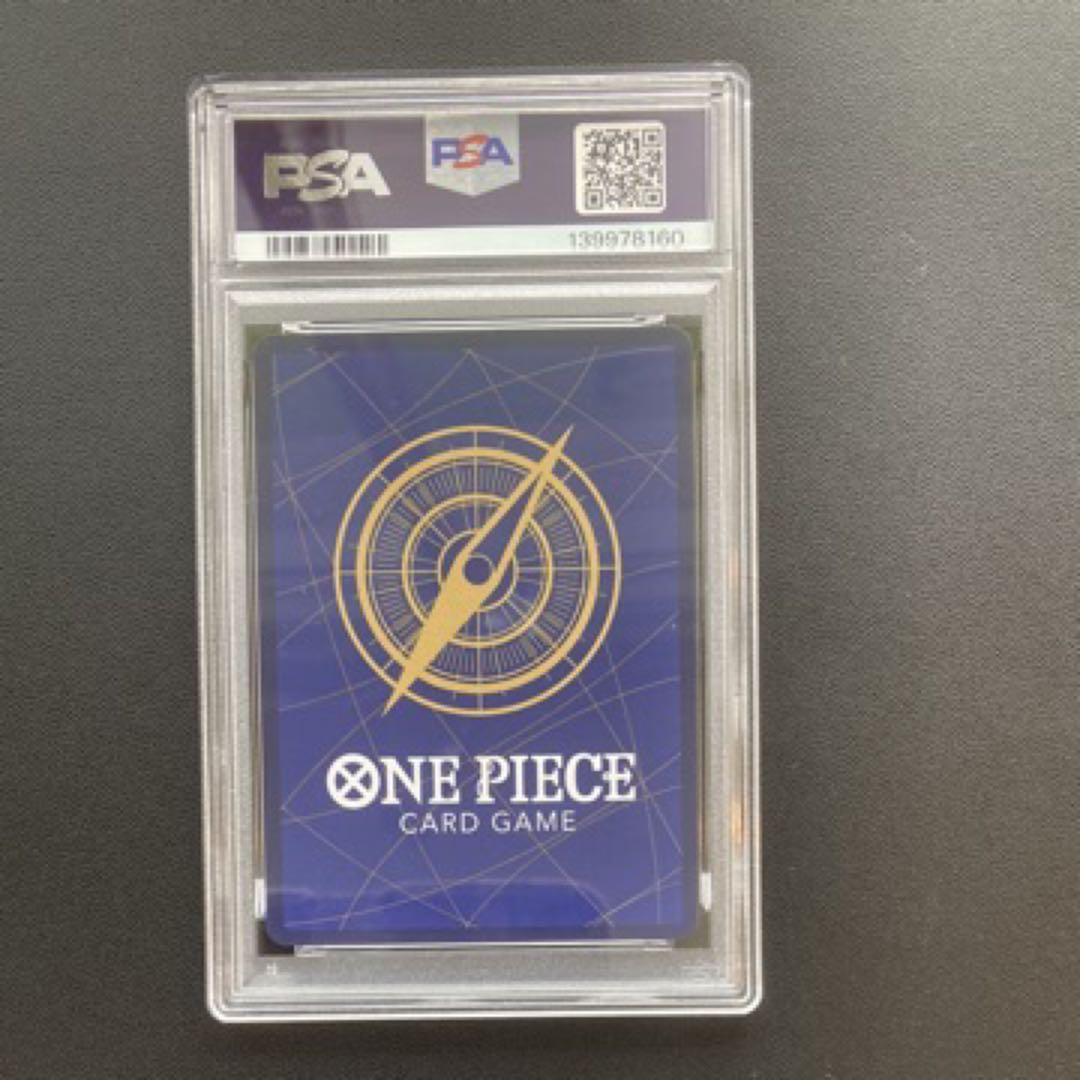 PSA
PSA
139978160
ONE PIECE
CARD GAME